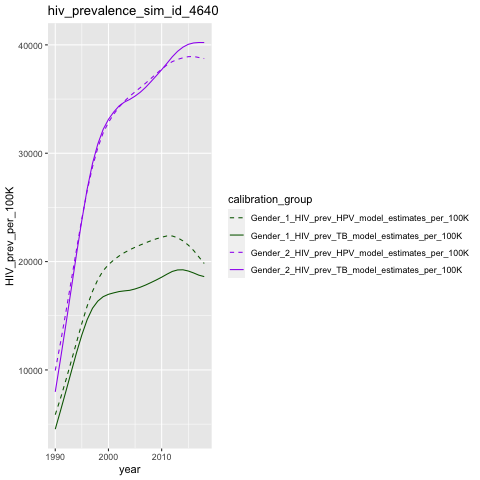 hiv_prevalence_sim_id_4640
HIV_prev_per_100K
40000
30000
20000
10000
1990
2000
2010
year
calibration_group
Gender_1_HIV_prev_HPV_model_estimates_per_100K
Gender_1_HIV_prev_TB_model_estimates_per_100K
Gender_2_HIV_prev_HPV_model_estimates_per_100K
Gender_2_HIV_prev_TB_model_estimates_per_100K